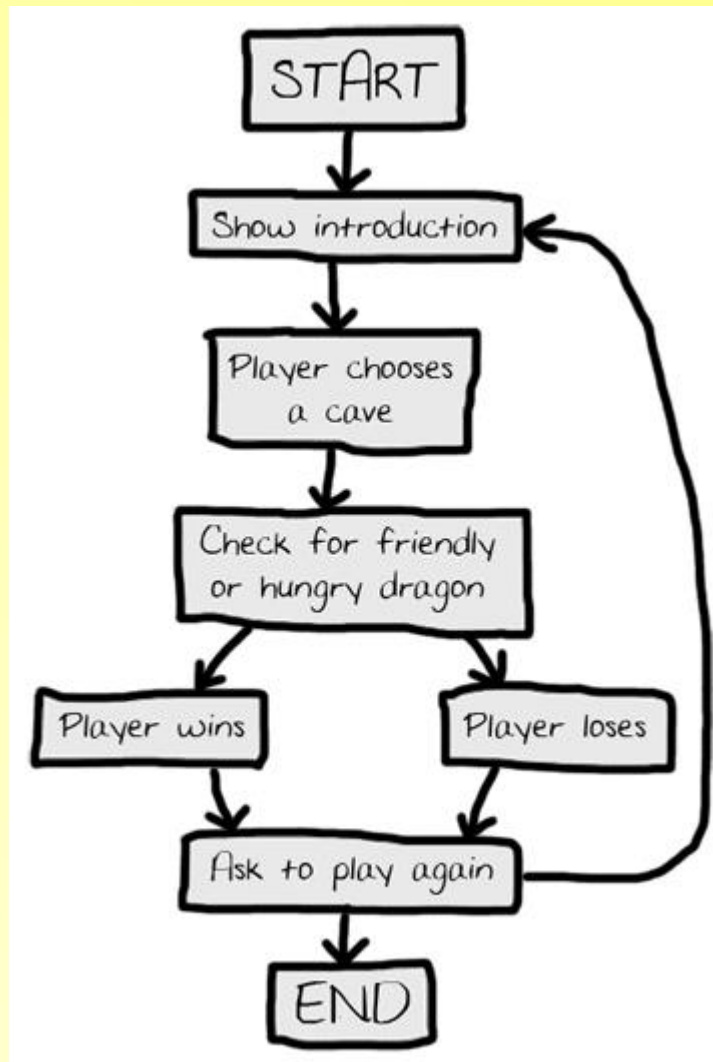 START
Show introduction
Player chooses
a cave
Check for friendly
or hungry dragon
Player wins
Player loses
Ask to play again
END